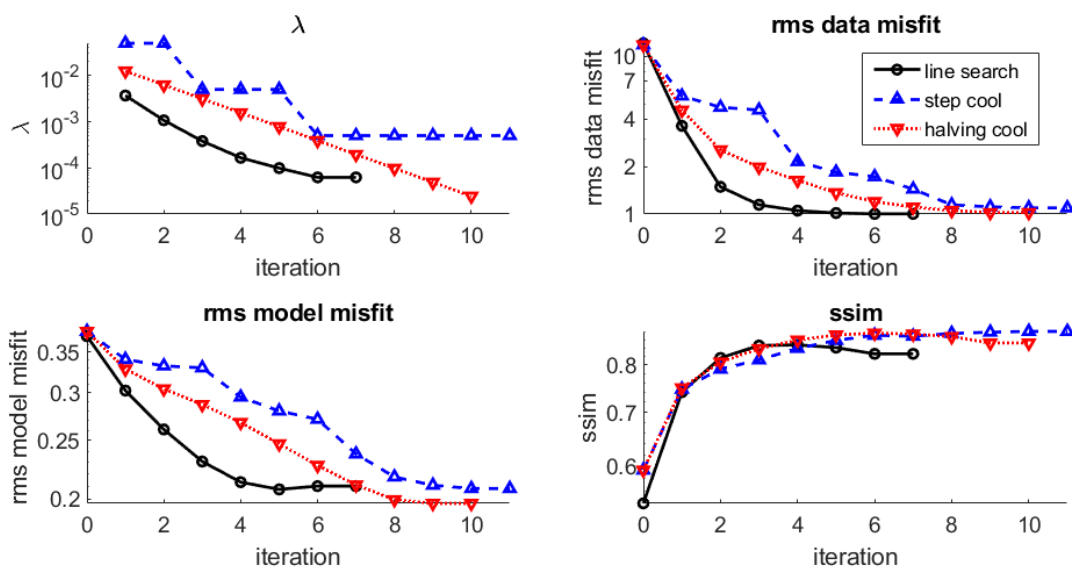 λ
λ
10⁻²
10⁻³
10⁻⁴
10⁻⁵
0 2 4 6 8 10
iteration
rms data misfit
rms data misfit
10
7
4
2
1
0 2 4 6 8 10
iteration
line search
step cool
halving cool
rms model misfit
rms model misfit
0.35
0.3
0.25
0.2
0 2 4 6 8 10
iteration
ssim
ssim
0.8
0.7
0.6
0 2 4 6 8 10
iteration